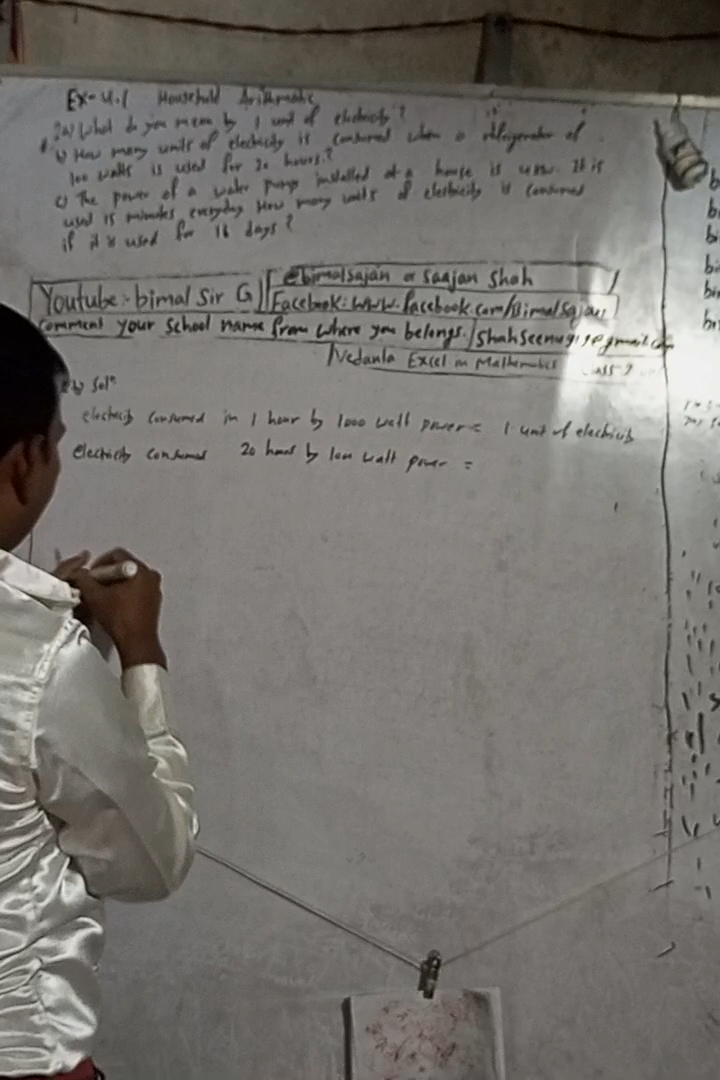 Ex-4.1 Household Arithmetic
2a) What do you mean by 1 unit of electricity?
b) How many units of electricity is consumed when a refrigerator of
100 watts is used for 20 hours?
c) The power of a water pump installed at a house is It is
used 15 minutes everyday How many units of electricity is consumed
if it is used for 16 days?
@bimalsajan or Saajan Shah
Youtube:- bimal Sir G
Facebook: www.facebook.com/Bimalsajan
Comment your School name from where you belongs.
Vedanta Excel in Mathematics
b) Solⁿ
electricity consumed in 1 hour by 1000 watt power = 1 unit of electricity
electricity consumed 20 hours by 100 watt power =